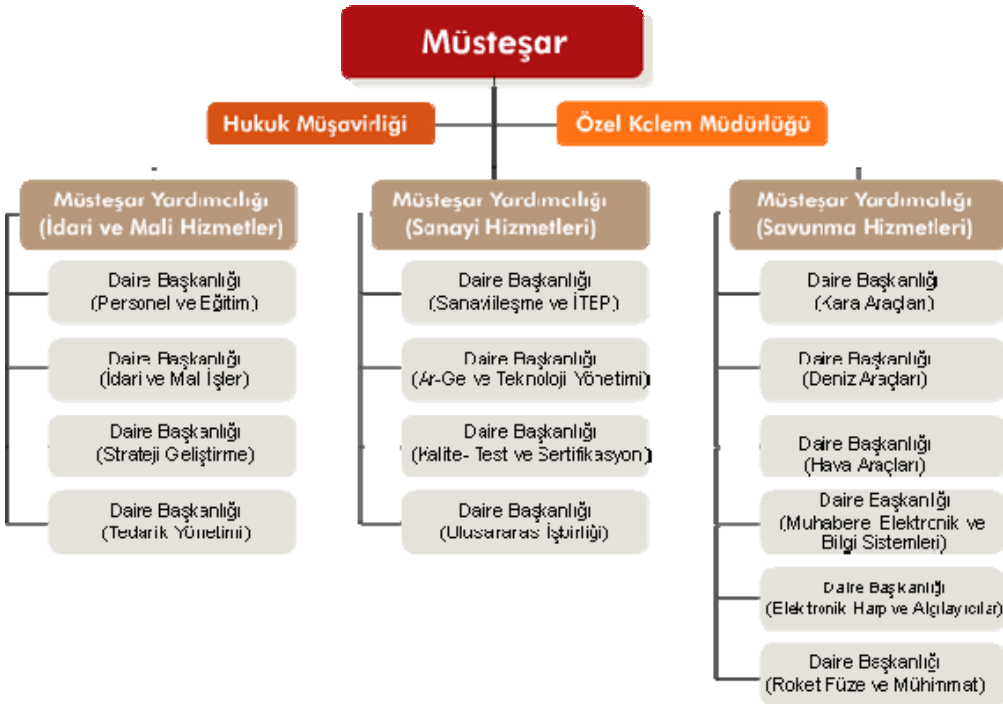 Müsteşar
Hukuk Müşavirliği
Özel Kalem Müdürlüğü
Müsteşar Yardımcılığı
(İdari ve Mali Hizmetler)
Daire Başkanlığı
(Personel ve Eğitim)
Daire Başkanlığı
(İdari ve Mal İşler)
Daire Başkanlığı
(Strateji Geliştirme)
Daire Başkanlığı
(Tedarik Yönetimi)
Müsteşar Yardımcılığı
(Sanayi Hizmetleri)
Daire Başkanlığı
(Sanayiileşme ve İTEP)
Daire Başkanlığı
(Ar-Ge ve Teknoloji Yönetimi)
Daire Başkanlığı
(Kalite- Test ve Sertifikasyon)
Daire Başkanlığı
(Uluslararası İşbirliği)
Müsteşar Yardımcılığı
(Savunma Hizmetleri)
Daire Başkanlığı
(Kara Araçları)
Daire Başkanlığı
(Deniz Araçları)
Daire Başkanlığı
(Hava Araçları)
Daire Başkanlığı
(Muhabere Elektronik ve
Bilgi Sistemleri)
Daire Başkanlığı
(Elektronik Harp ve Algılayıcılar)
Daire Başkanlığı
(Roket Füze ve Mühimmat)